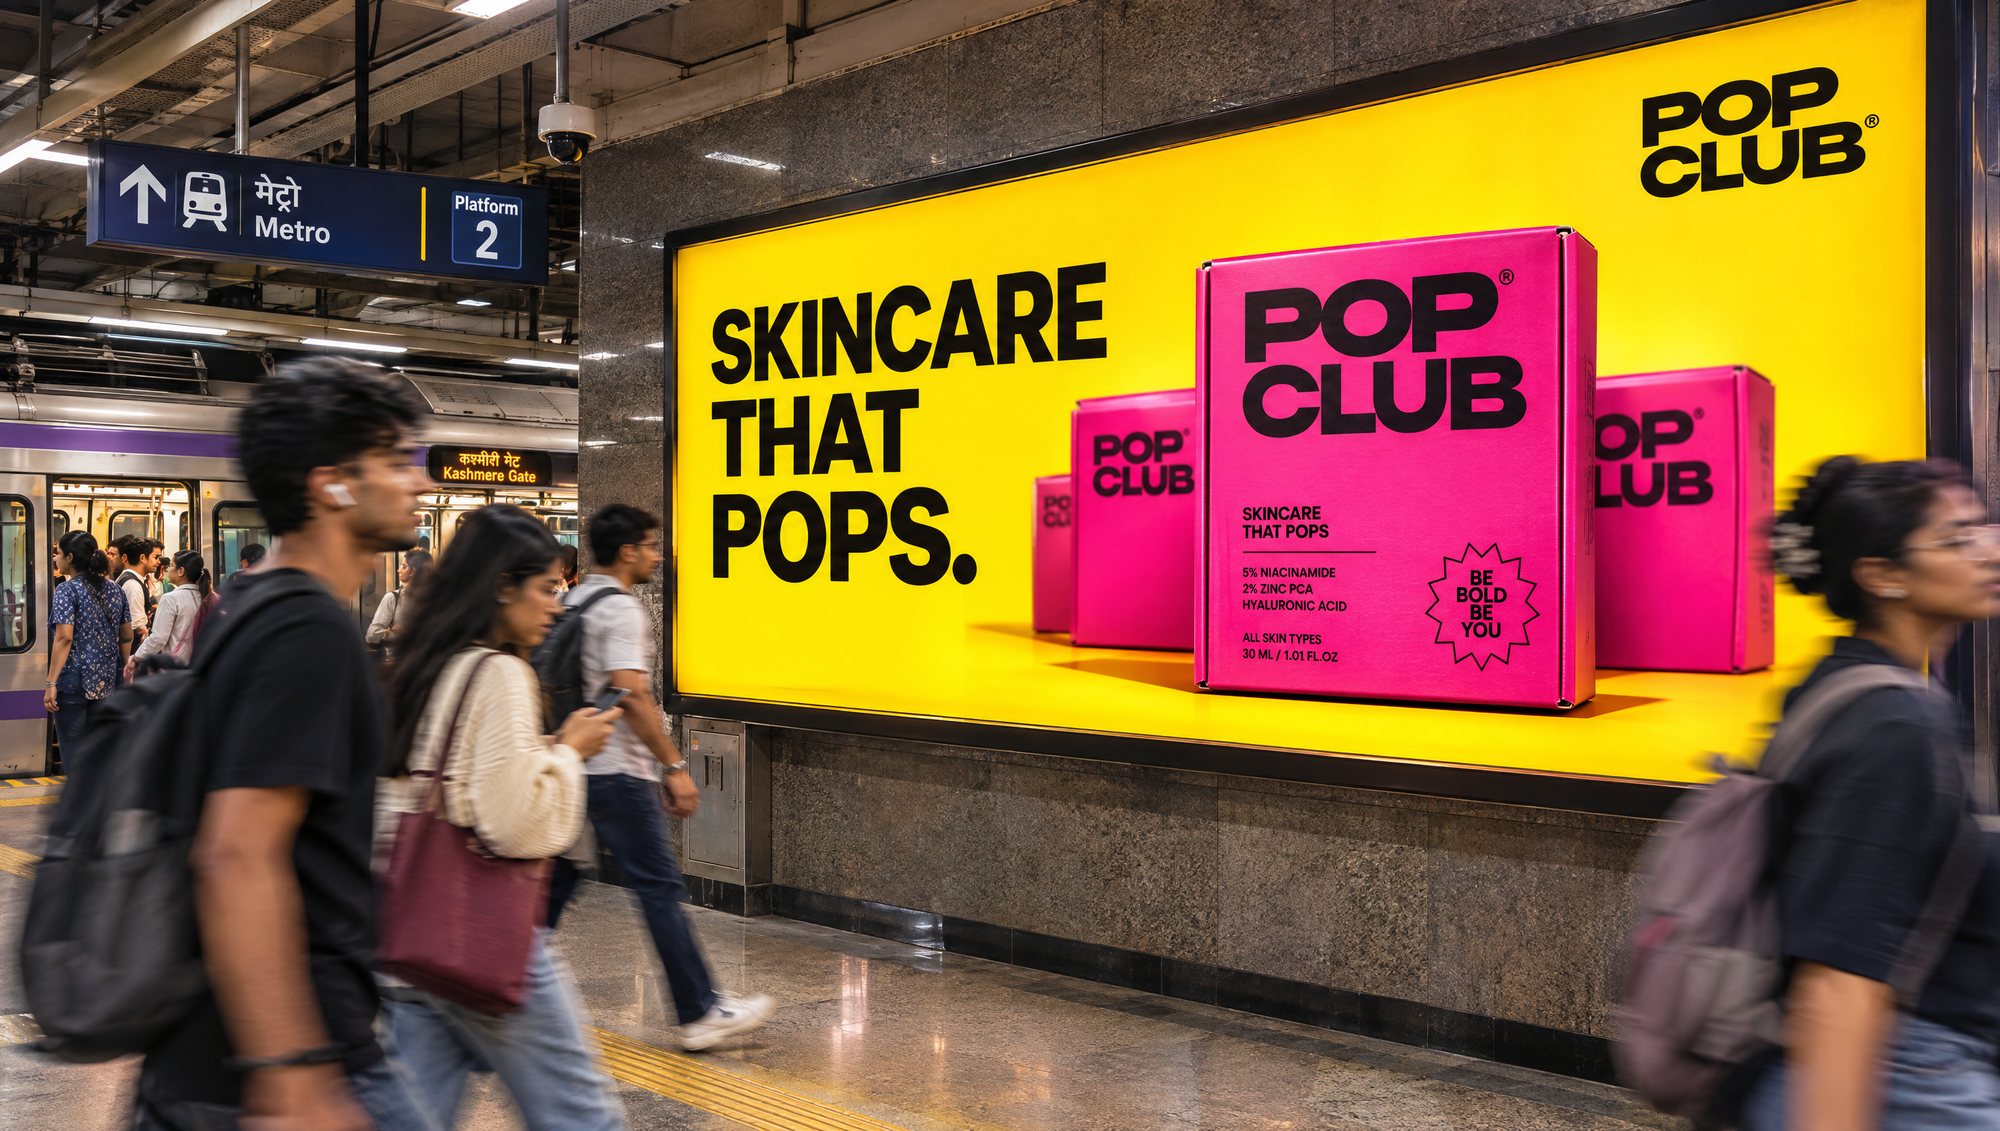 मेट्रो
Metro
Platform
2
कश्मीरी गेट
Kashmere Gate
SKINCARE
THAT
POPS.
POP
CLUB®
POP®
CLUB
SKINCARE
THAT POPS
5% NIACINAMIDE
2% ZINC PCA
HYALURONIC ACID
ALL SKIN TYPES
30 ML / 1.01 FL.OZ
BE
BOLD
BE
YOU
POP
CLUB
PO
CL
OP
LUB